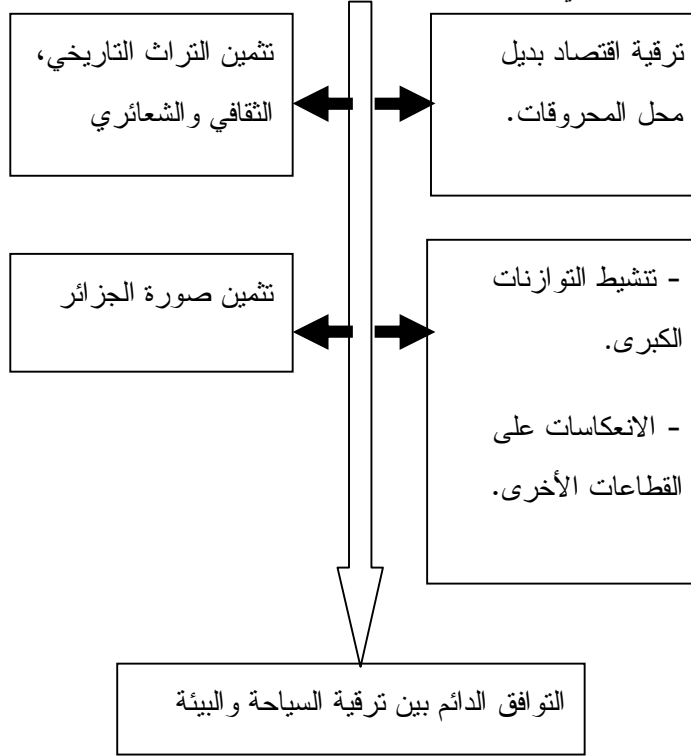 ترقية اقتصاد بديل
محل المحروقات.
تثمين التراث التاريخي،
الثقافي والشعائري
- تنشيط التوازنات
الكبرى.
- الانعكاسات على
القطاعات الأخرى.
تثمين صورة الجزائر
التوافق الدائم بين ترقية السياحة والبيئة